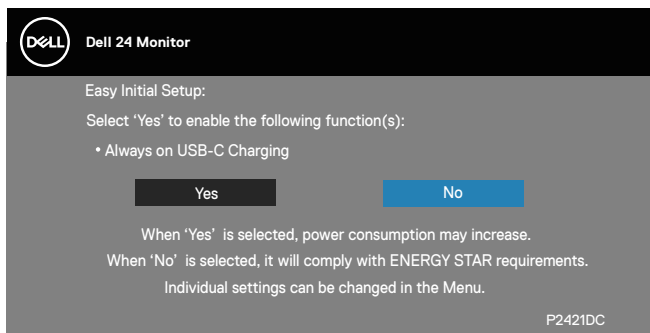 DELL
Dell 24 Monitor
Easy Initial Setup:
Select ‘Yes’ to enable the following function(s):
• Always on USB-C Charging
Yes
No
When ‘Yes’ is selected, power consumption may increase.
When ‘No’ is selected, it will comply with ENERGY STAR requirements.
Individual settings can be changed in the Menu.
P2421DC